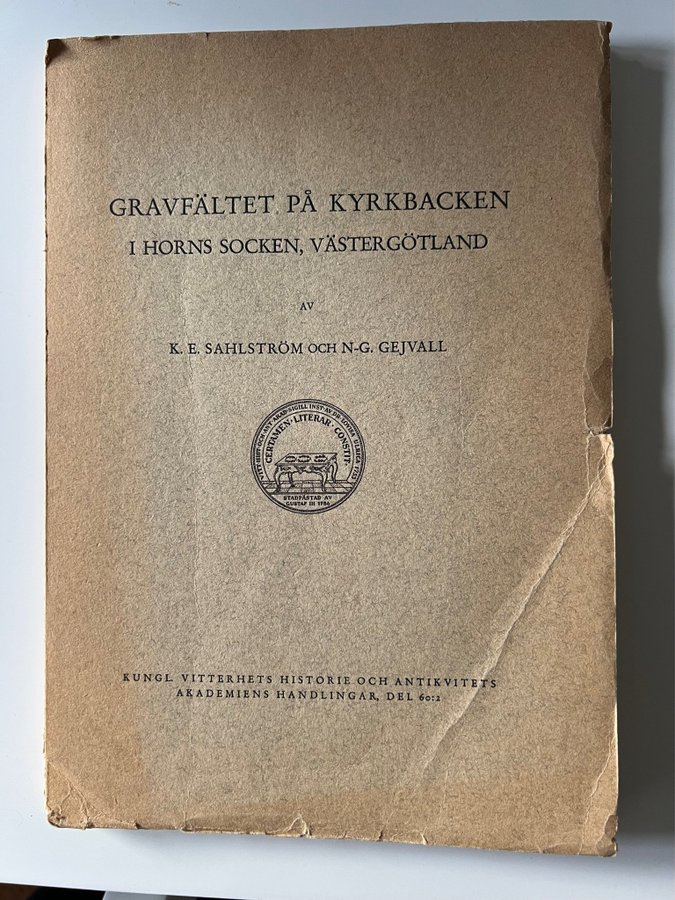 GRAVFÄLTET PÅ KYRKBACKEN
I HORNS SOCKEN, VÄSTERGÖTLAND
AV
K. E. SAHLSTRÖM OCH N-G. GEJVALL
CERTAMEN · LITERAR · CONSTIT
STADFÄSTAD AV
GUSTAF III 1786
KUNGL. VITTERHETS HISTORIE OCH ANTIKVITETS
AKADEMIENS HANDLINGAR, DEL 60:2